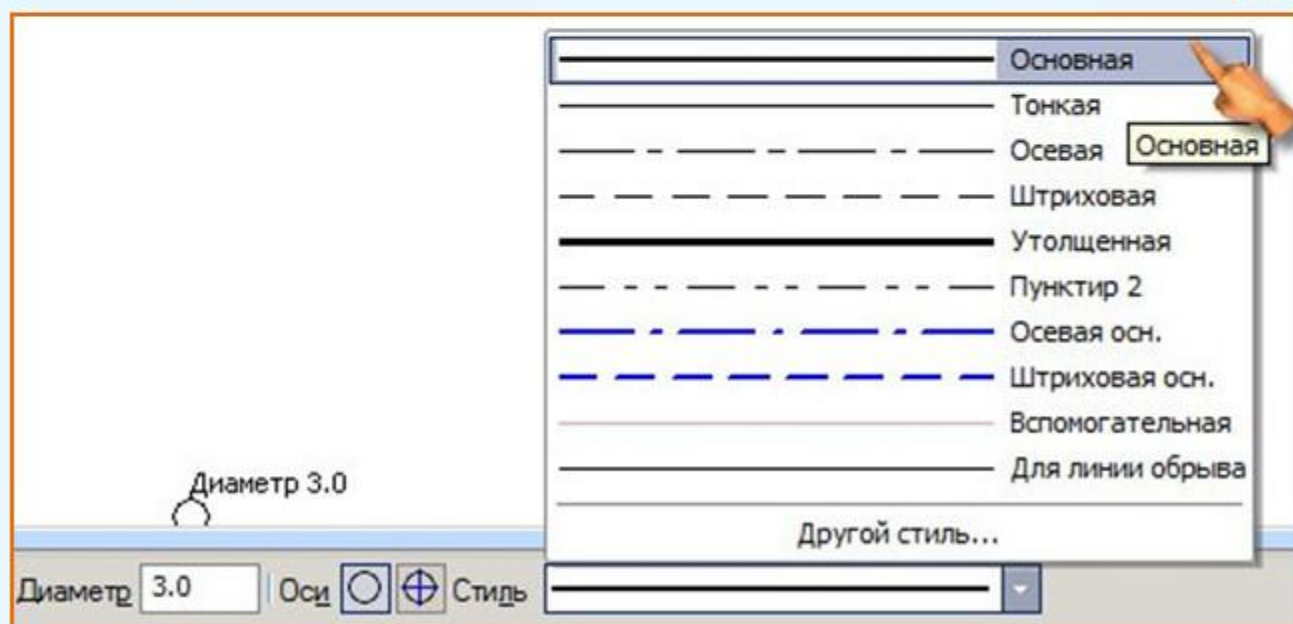 Основная
Тонкая
Осевая
Основная
Штриховая
Утолщенная
Пунктир 2
Осевая осн.
Штриховая осн.
Вспомогательная
Для линии обрыва
Другой стиль...
Диаметр 3.0
Диаметр 3.0 Оси Стиль